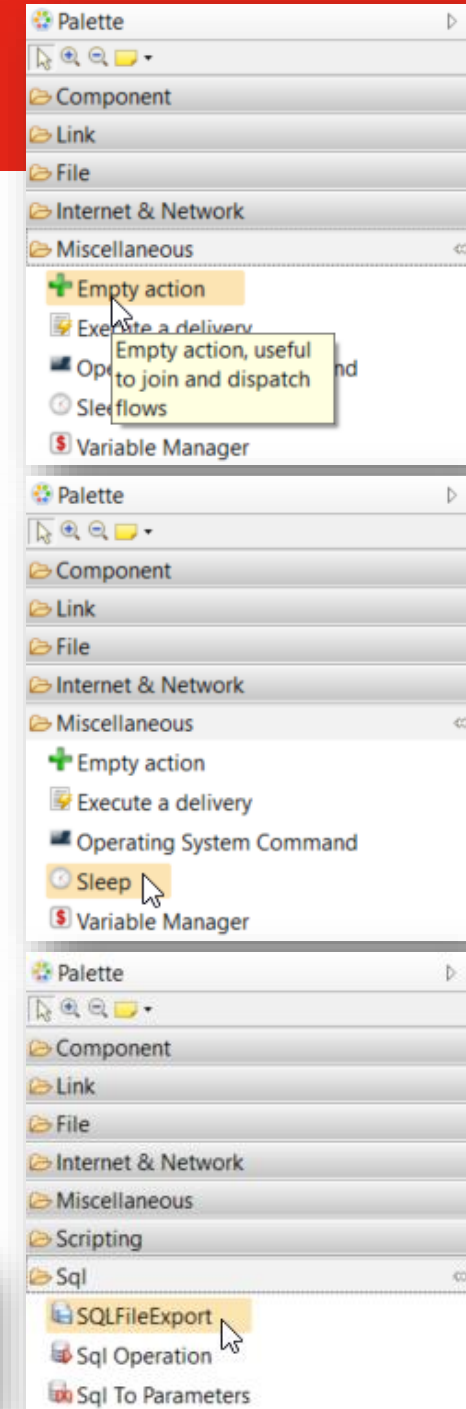 Palette
Component
Link
File
Internet & Network
Miscellaneous
Empty action
Execute a delivery
Empty action, useful
to join and dispatch
flows
Variable Manager
Palette
Component
Link
File
Internet & Network
Miscellaneous
Empty action
Execute a delivery
Operating System Command
Sleep
Variable Manager
Palette
Component
Link
File
Internet & Network
Miscellaneous
Scripting
Sql
SQLFileExport
Sql Operation
Sql To Parameters